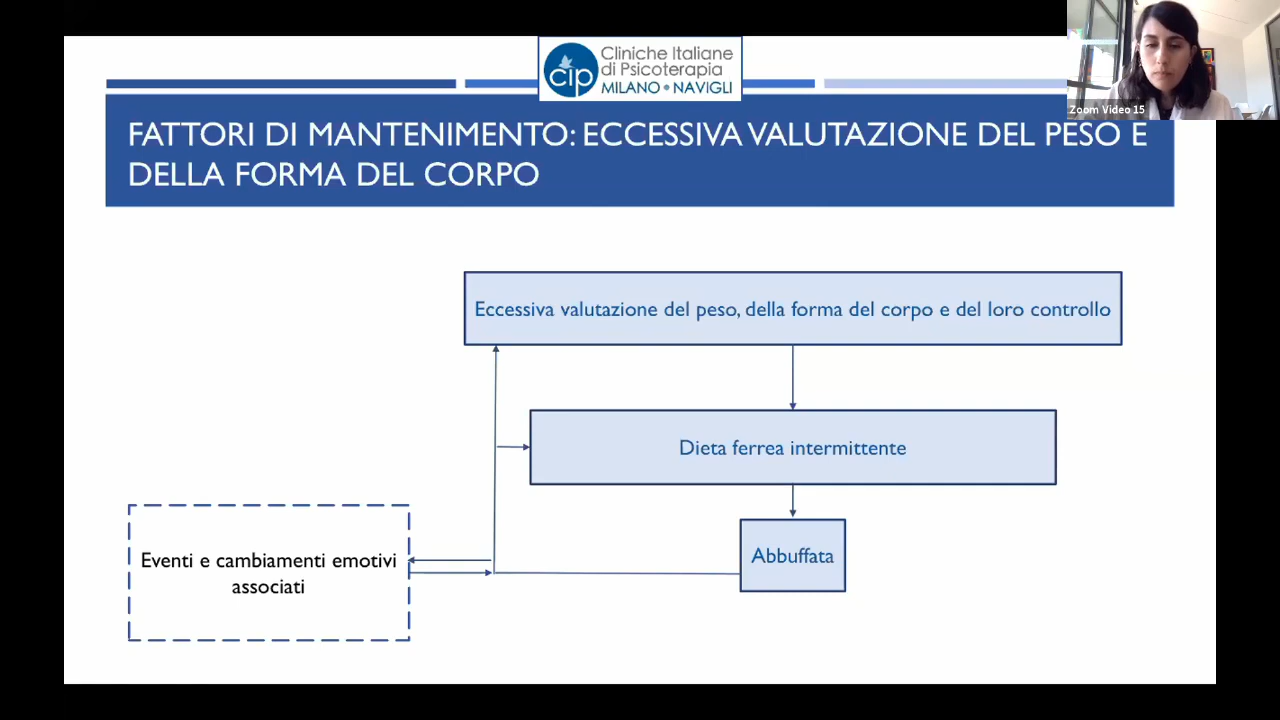 Cliniche Italiane
di Psicoterapia
cip
MILANO • NAVIGLI
Zoom Video 15
FATTORI DI MANTENIMENTO: ECCESSIVA VALUTAZIONE DEL PESO E
DELLA FORMA DEL CORPO
Eccessiva valutazione del peso, della forma del corpo e del loro controllo
Dieta ferrea intermittente
Abbuffata
Eventi e cambiamenti emotivi
associati